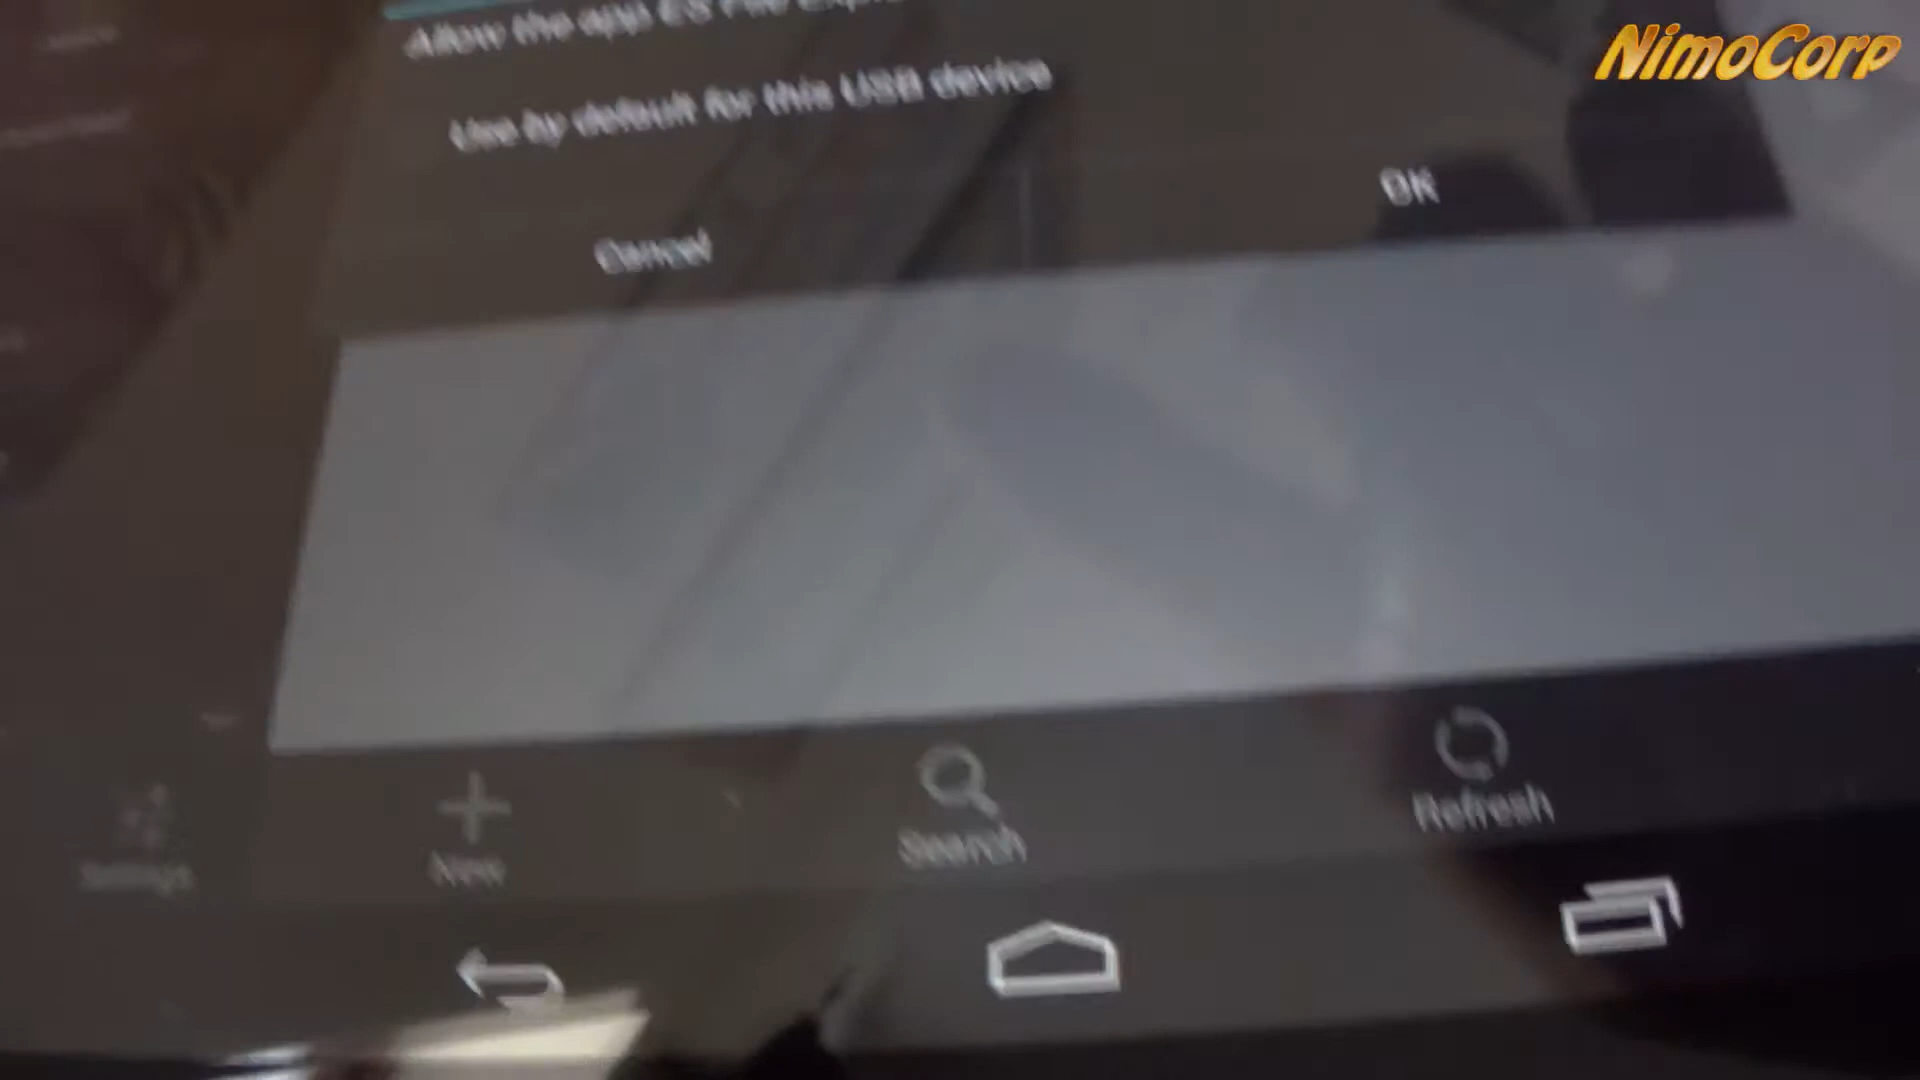 NimoCorp
Allow the app ES File
Use by default for this USB device
Cancel
OK
Settings
New
Search
Refresh